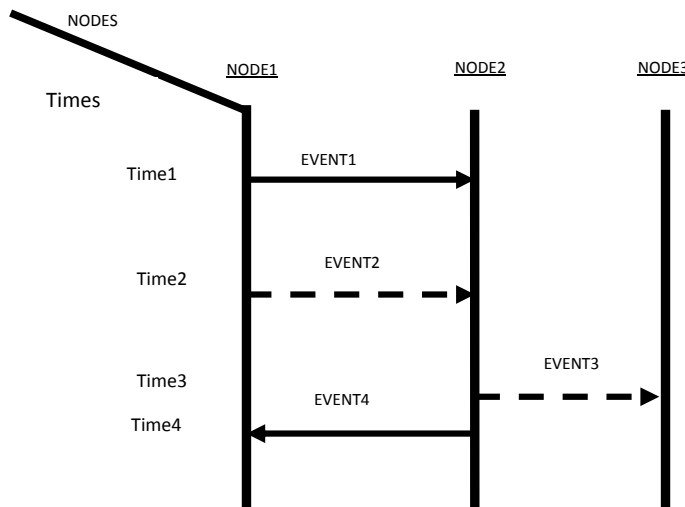 NODES
NODE1 NODE2 NODE3
Times
EVENT1
Time1
EVENT2
Time2
EVENT3
Time3
EVENT4
Time4